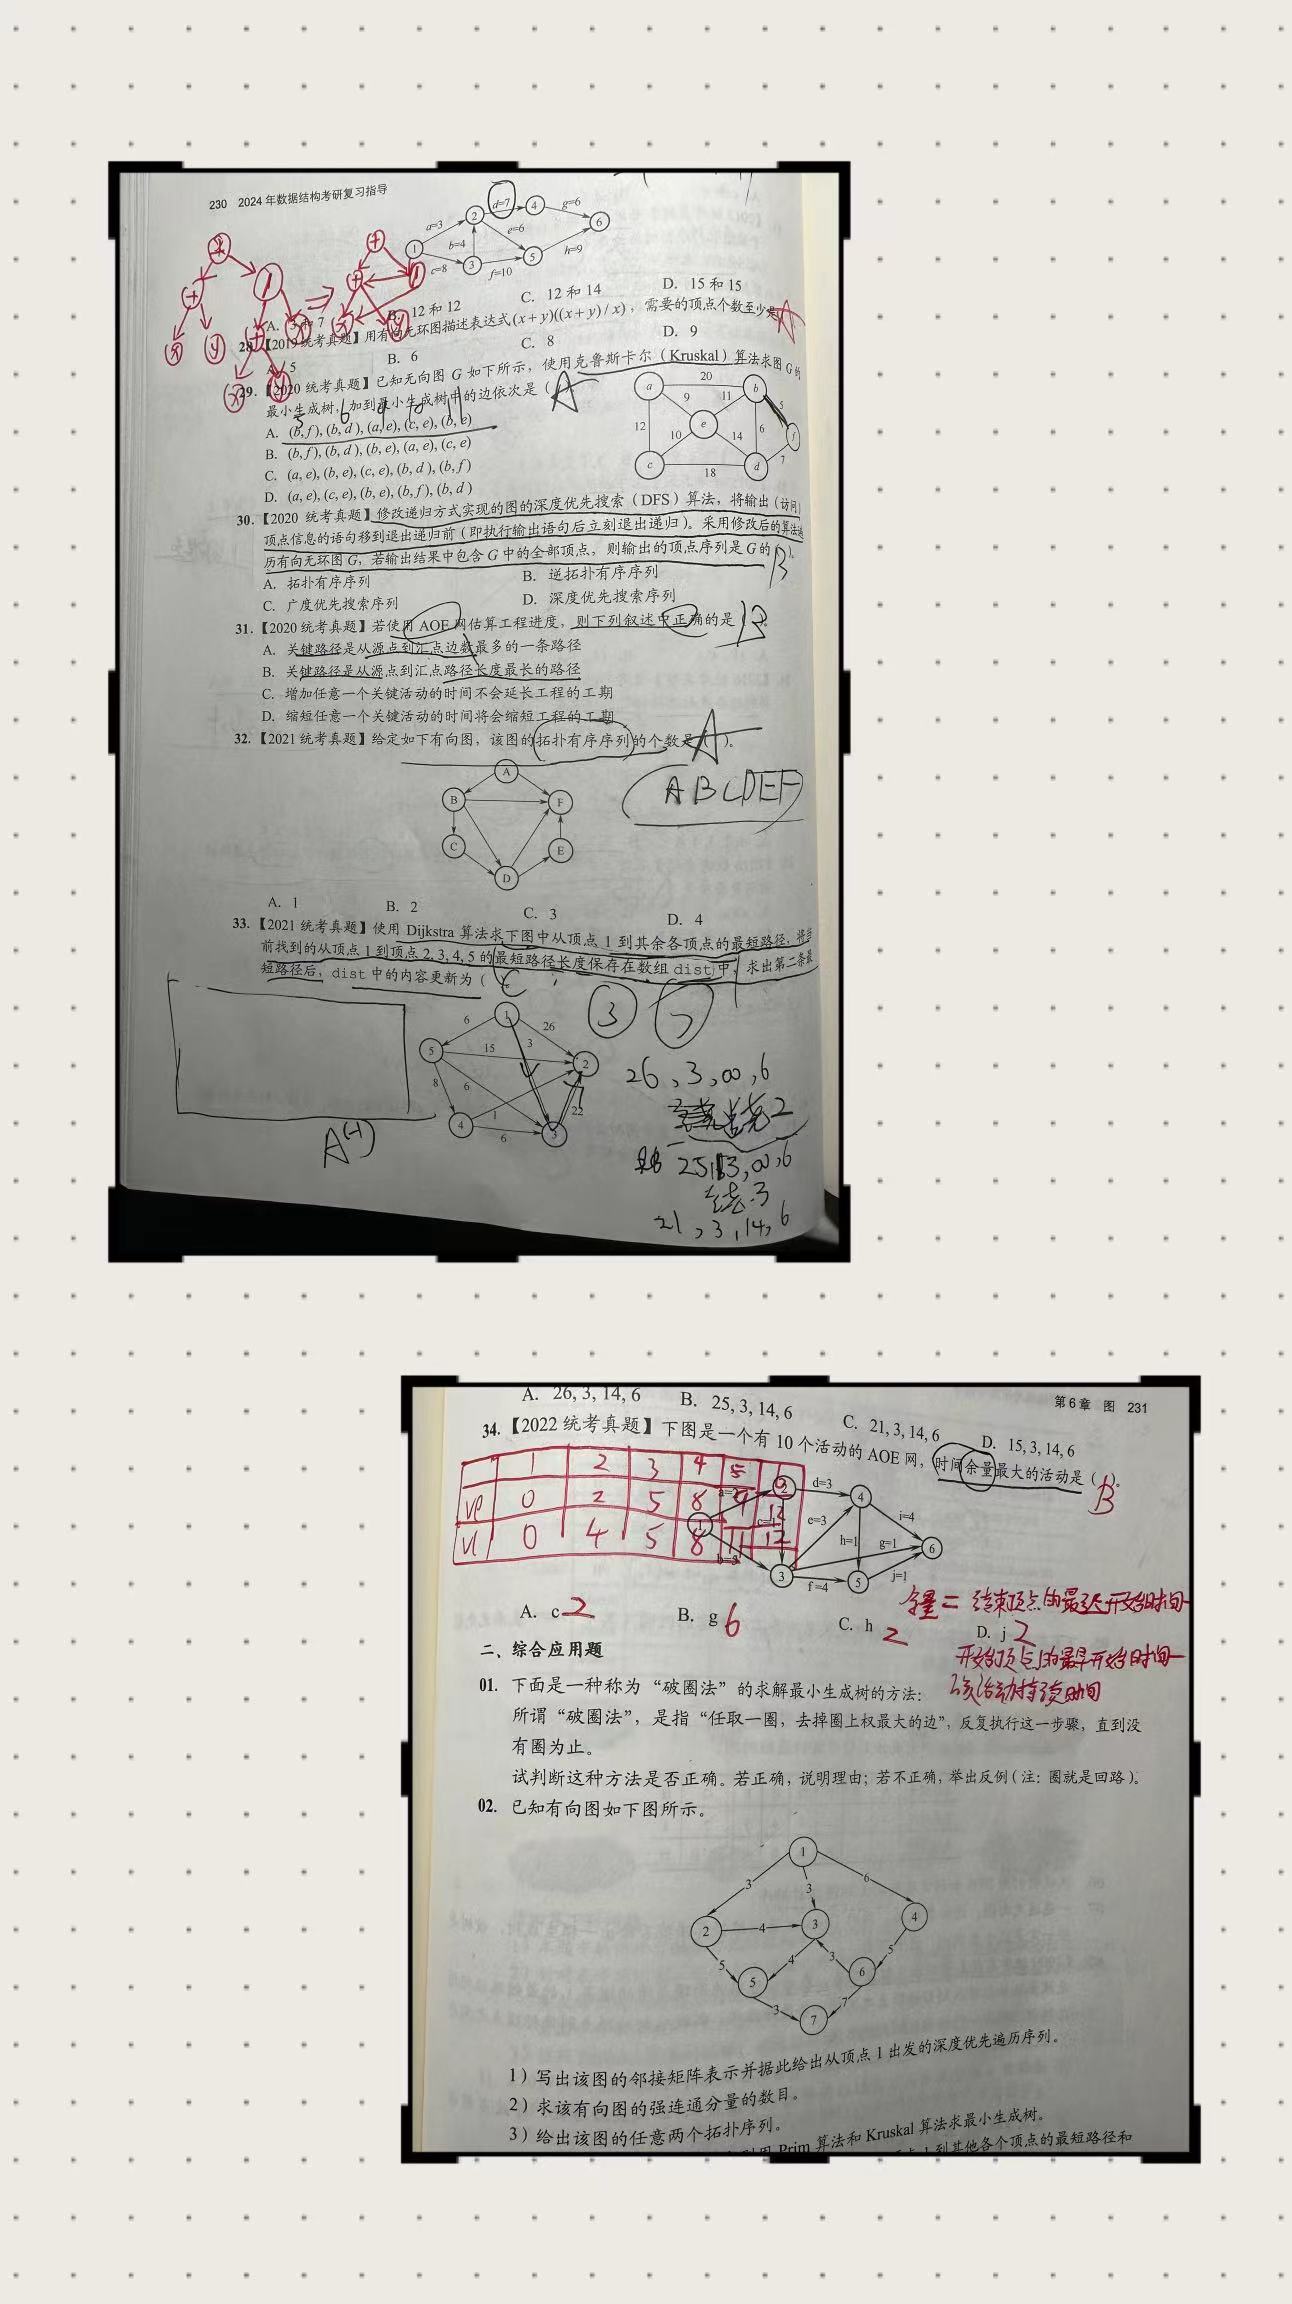 230 2024年数据结构考研复习指导
a=3
d=7
g=6
b=4
e=6
c=8
f=10
h=9
1 2 3 4 5 6
A. 3和7 B. 12和12 C. 12和14 D. 15和15
28.【2019统考真题】用有向无环图描述表达式(x+y)((x+y)/x),需要的顶点个数至少是 A
A. 5 B. 6 C. 8 D. 9
29.【2020统考真题】已知无向图G如下所示,使用克鲁斯卡尔(Kruskal)算法求图G的
最小生成树,加到最小生成树中的边依次是( A
5 6 9 10 11
A. (b,f),(b,d),(a,e),(c,e),(b,e)
B. (b,f),(b,d),(b,e),(a,e),(c,e)
C. (a,e),(b,e),(c,e),(b,d),(b,f)
D. (a,e),(c,e),(b,e),(b,f),(b,d)
a 20 b
9 11 5
12 e 6 f
10 14 7
c 18 d
30.【2020统考真题】修改递归方式实现的图的深度优先搜索(DFS)算法,将输出(访问)
顶点信息的语句移到退出递归前(即执行输出语句后立刻退出递归)。采用修改后的算法遍
历有向无环图G,若输出结果中包含G中的全部顶点,则输出的顶点序列是G的( B )。
A. 拓扑有序序列 B. 逆拓扑有序序列
C. 广度优先搜索序列 D. 深度优先搜索序列
31.【2020统考真题】若使用AOE网估算工程进度,则下列叙述中正确的是( B )。
A. 关键路径是从源点到汇点边数最多的一条路径
B. 关键路径是从源点到汇点路径长度最长的路径
C. 增加任意一个关键活动的时间不会延长工程的工期
D. 缩短任意一个关键活动的时间将会缩短工程的工期
32.【2021统考真题】给定如下有向图,该图的拓扑有序序列的个数是( A )。
A
B F
C E
D
ABCDEF
A. 1 B. 2 C. 3 D. 4
33.【2021统考真题】使用Dijkstra算法求下图中从顶点1到其余各顶点的最短路径,将当
前找到的从顶点1到顶点2,3,4,5的最短路径长度保存在数组dist中,求出第二条最
短路径后,dist中的内容更新为( C
3
1
6 3 26
5 15 2
8 6 1 22
4 6 3
26,3,∞,6
25,3,∞,6
21,3,14,6
A(-1)
第6章 图 231
A. 26, 3, 14, 6 B. 25, 3, 14, 6 C. 21, 3, 14, 6 D. 15, 3, 14, 6
34.【2022统考真题】下图是一个有10个活动的AOE网,时间余量最大的活动是( B )。
1 2 3 4 5 6
ve 0 2 5 8 9 12
vl 0 4 5 8 11 12
a=2
d=3
c=1
e=3
i=4
h=1
g=1
b=5
f=4
j=1
1 2 3 4 5 6
A. c 2 B. g 6 C. h 2 D. j 2
余量=结束顶点的最迟开始时间-
开始顶点的最早开始时间-
该活动持续时间
二、综合应用题
01. 下面是一种称为“破圈法”的求解最小生成树的方法:
所谓“破圈法”,是指“任取一圈,去掉圈上权最大的边”,反复执行这一步骤,直到没
有圈为止。
试判断这种方法是否正确。若正确,说明理由;若不正确,举出反例(注:圈就是回路)。
02. 已知有向图如下图所示。
1
3 3 6
2 4 3 4
5 4 3 5
5 6
3 7
7
1)写出该图的邻接矩阵表示并据此给出从顶点1出发的深度优先遍历序列。
2)求该有向图的强连通分量的数目。
3)给出该图的任意两个拓扑序列。
用Prim算法和Kruskal算法求最小生成树。
点1到其他各个顶点的最短路径和